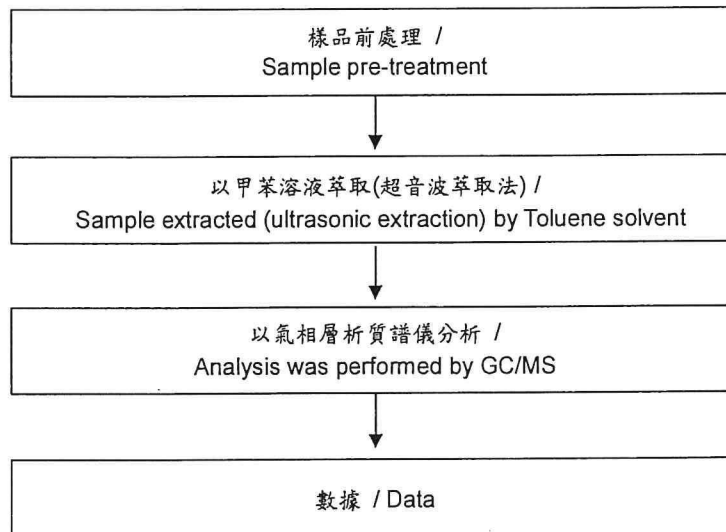 樣品前處理 /
Sample pre-treatment
以甲苯溶液萃取(超音波萃取法) /
Sample extracted (ultrasonic extraction) by Toluene solvent
以氣相層析質譜儀分析 /
Analysis was performed by GC/MS
數據 / Data